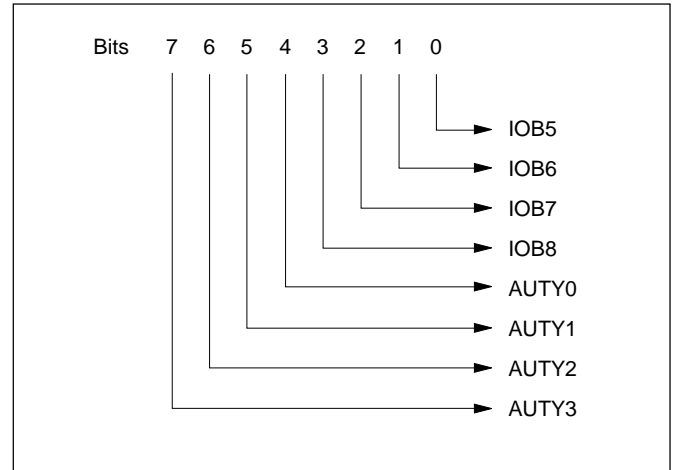 Bits 7 6 5 4 3 2 1 0
IOB5
IOB6
IOB7
IOB8
AUTY0
AUTY1
AUTY2
AUTY3